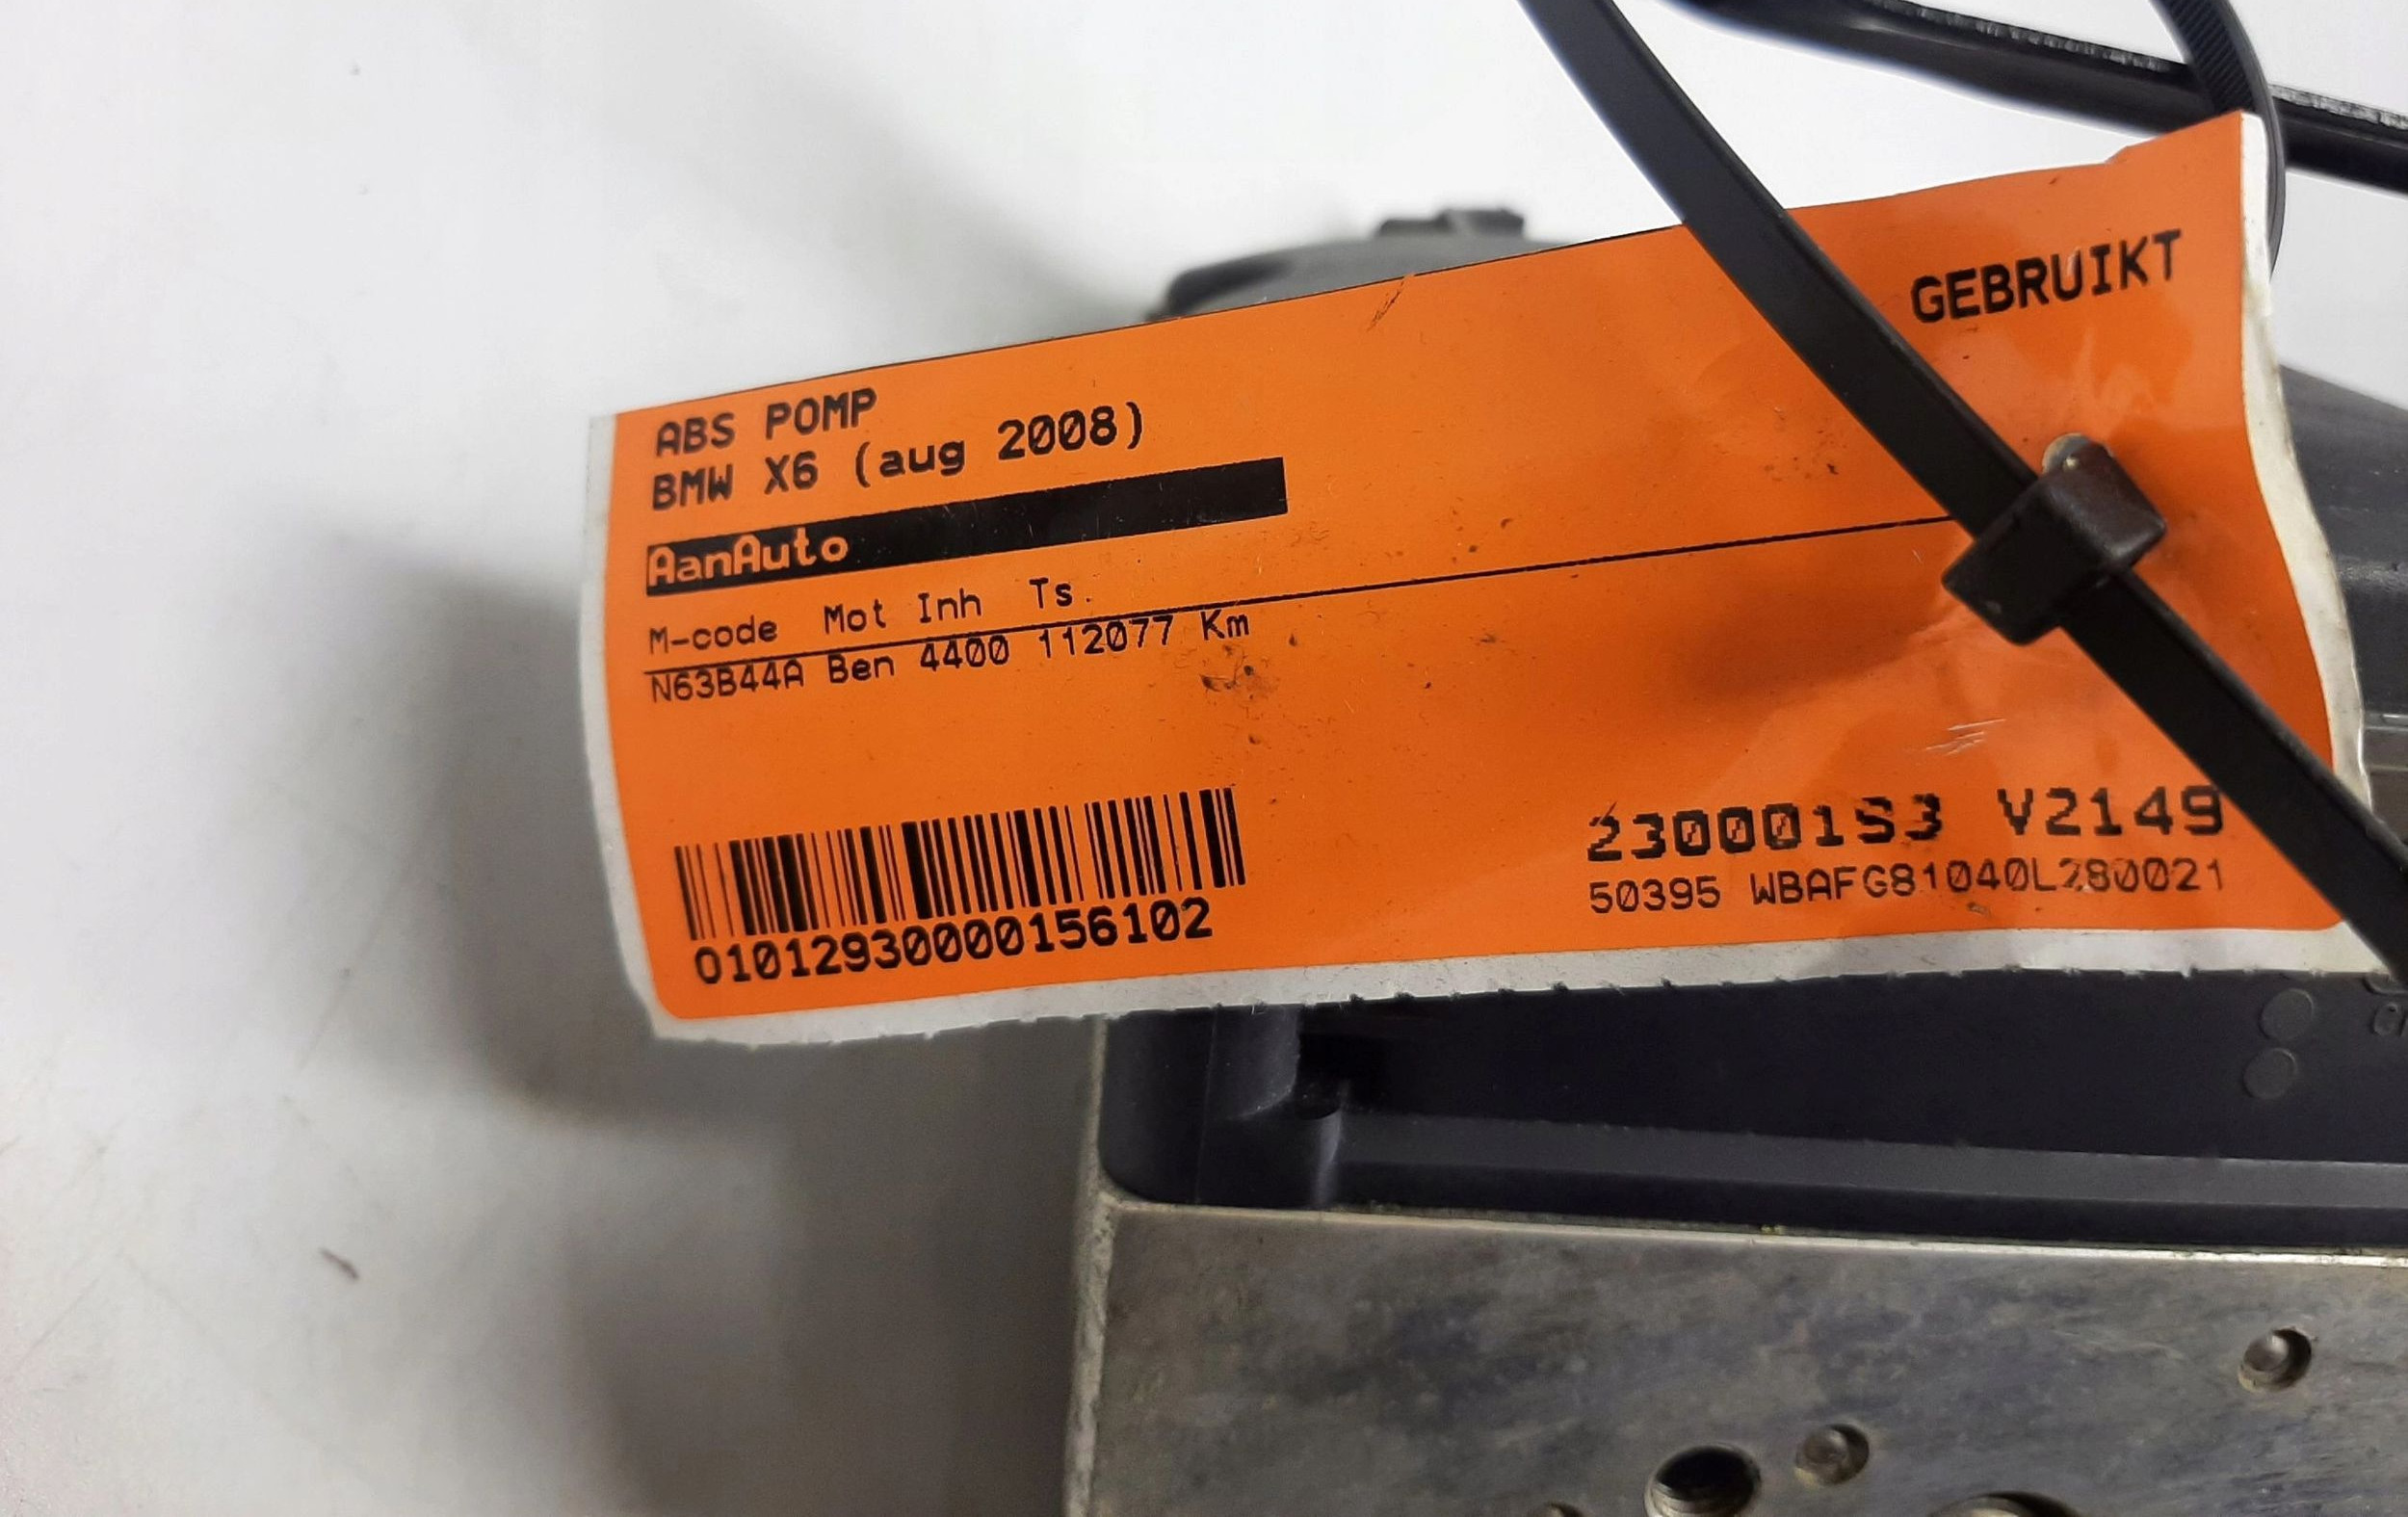 GEBRUIKT
ABS POMP
BMW X6 (aug 2008)
AanAuto
M-code Mot Inh Ts.
N63B44A Ben 4400 112077 Km
230001S3 V2149
50395 WBAFG81040L280021
01012930000156102